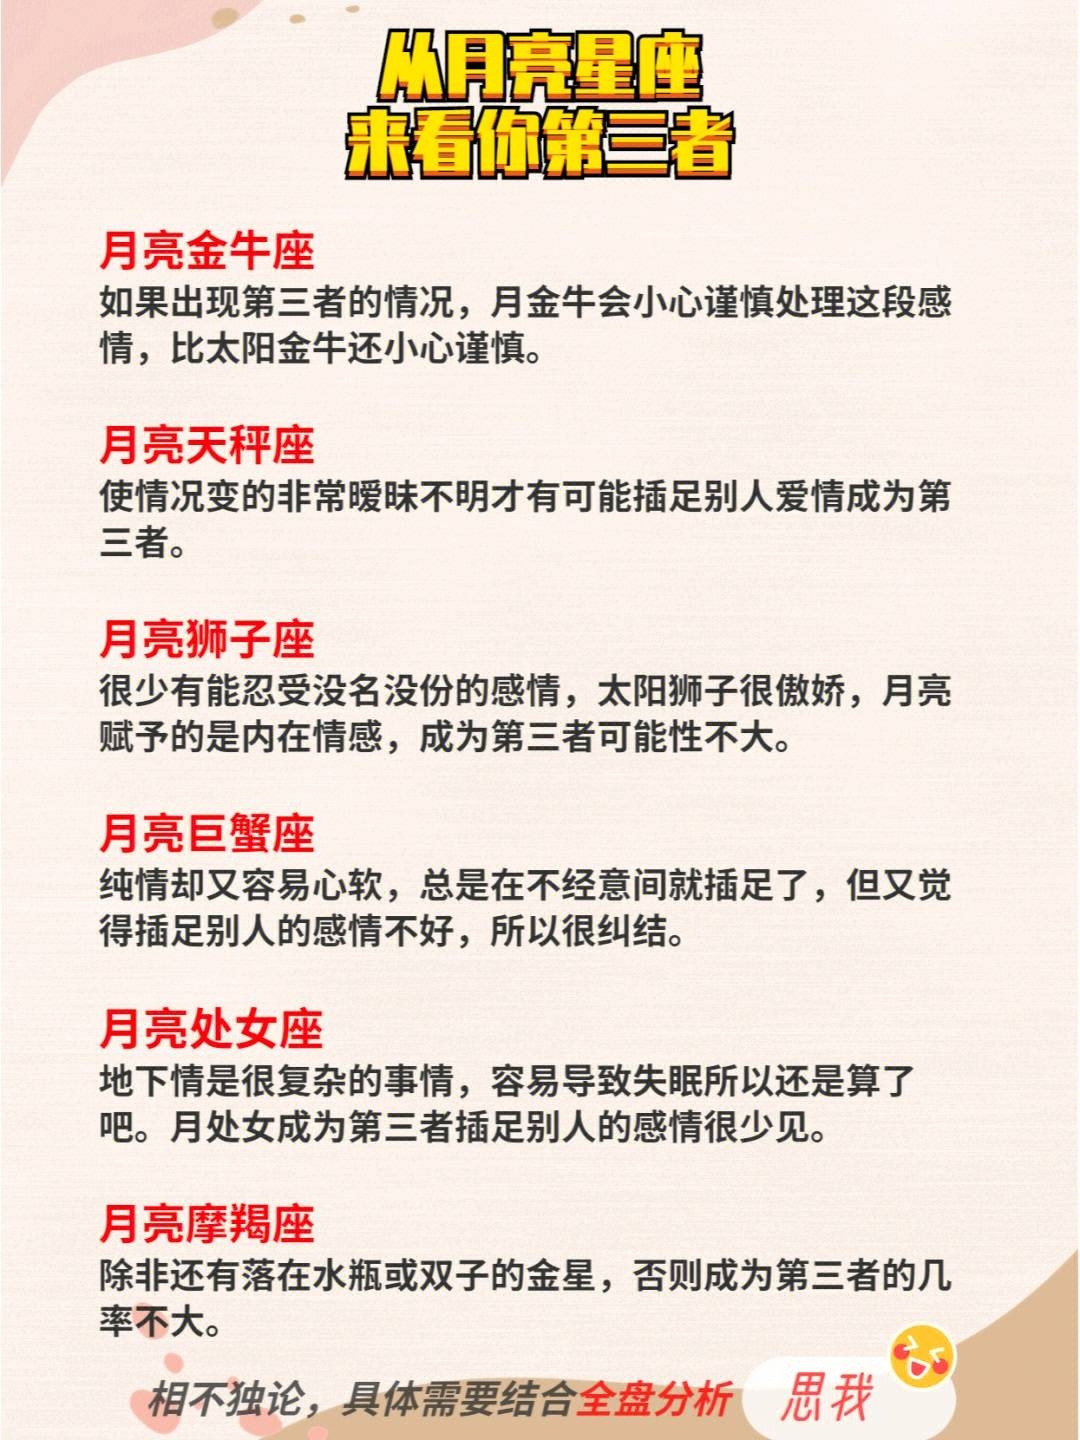 从月亮星座
来看你第三者
月亮金牛座
如果出现第三者的情况，月金牛会小心谨慎处理这段感
情，比太阳金牛还小心谨慎。
月亮天秤座
使情况变的非常暧昧不明才有可能插足别人爱情成为第
三者。
月亮狮子座
很少有能忍受没名没份的感情，太阳狮子很傲娇，月亮
赋予的是内在情感，成为第三者可能性不大。
月亮巨蟹座
纯情却又容易心软，总是在不经意间就插足了，但又觉
得插足别人的感情不好，所以很纠结。
月亮处女座
地下情是很复杂的事情，容易导致失眠所以还是算了
吧。月处女成为第三者插足别人的感情很少见。
月亮摩羯座
除非还有落在水瓶或双子的金星，否则成为第三者的几
率不大。
相不独论，具体需要结合全盘分析
思我